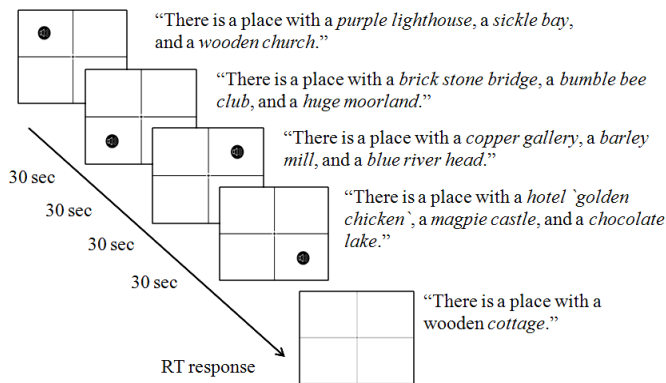 “There is a place with a purple lighthouse, a sickle bay,
and a wooden church.”
“There is a place with a brick stone bridge, a bumble bee
club, and a huge moorland.”
“There is a place with a copper gallery, a barley
mill, and a blue river head.”
“There is a place with a hotel `golden
chicken`, a magpie castle, and a chocolate
lake.”
“There is a place with a
wooden cottage.”
30 sec
30 sec
30 sec
30 sec
RT response